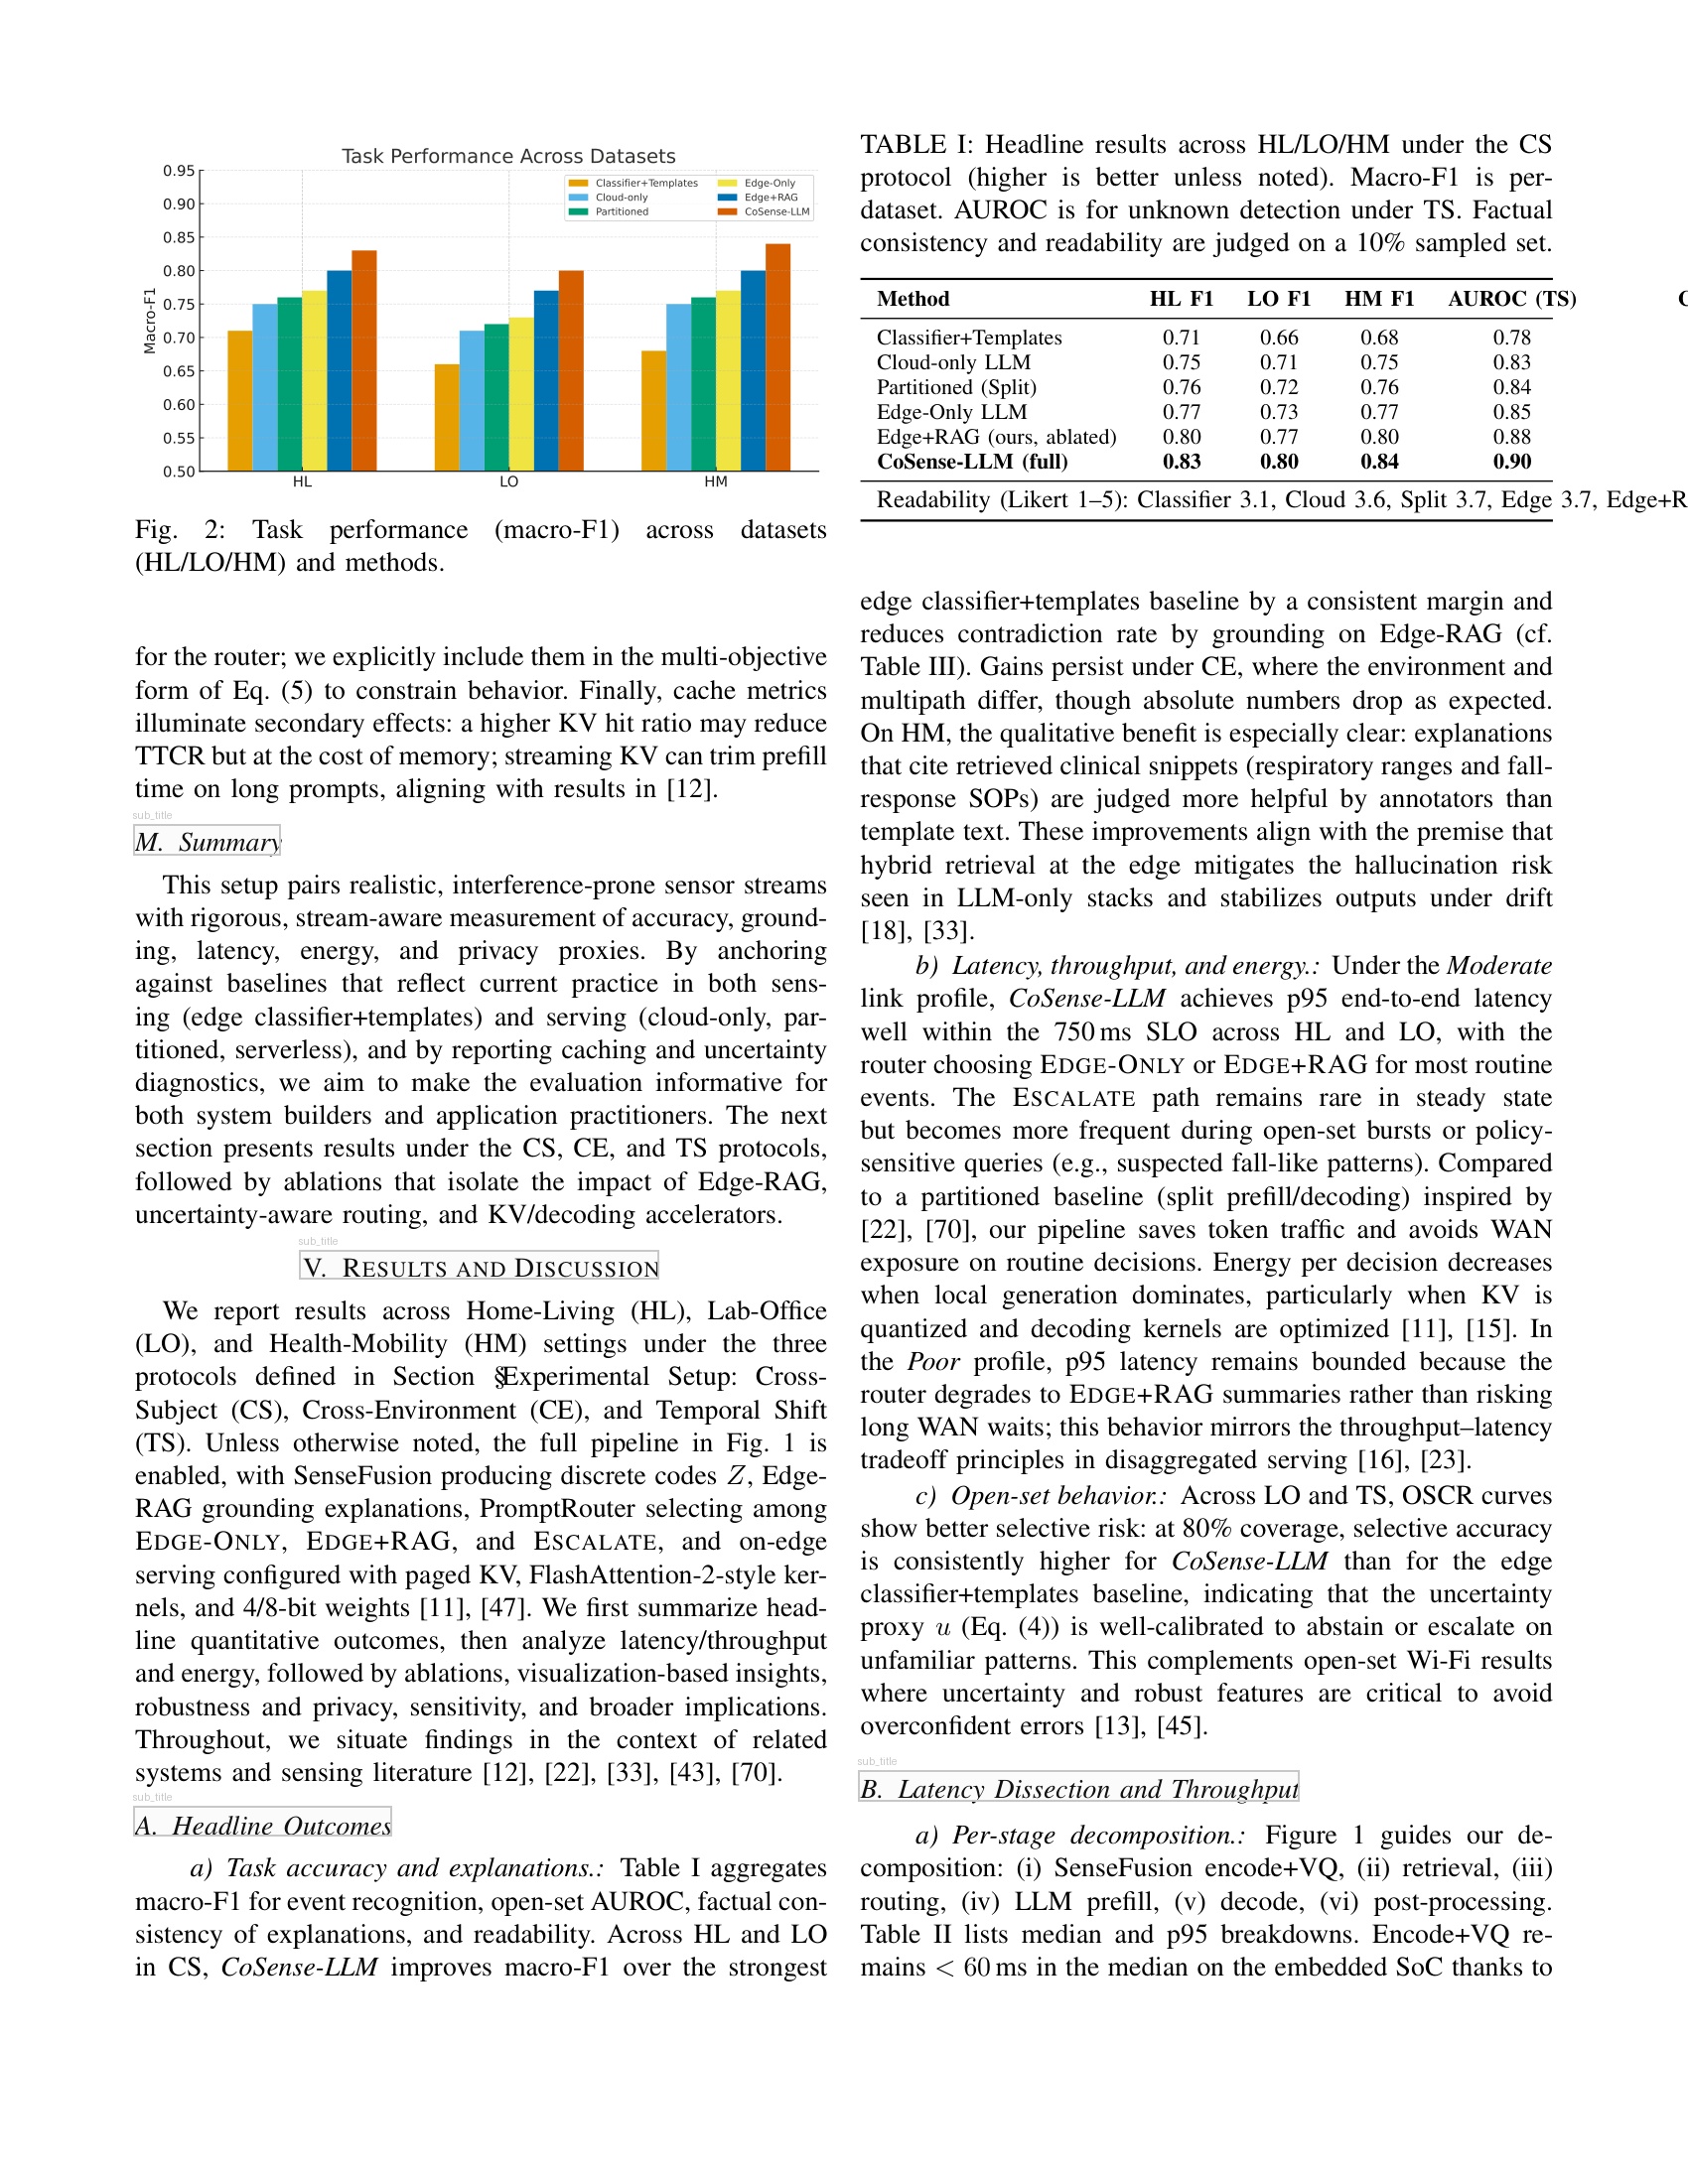 Task Performance Across Datasets
0.95
0.90
0.85
0.80
0.75
0.70
0.65
0.60
0.55
0.50
Macro-F1
Classifier+Templates
Cloud-only
Partitioned
Edge-Only
Edge+RAG
CoSense-LLM
HL
LO
HM
Fig. 2: Task performance (macro-F1) across datasets
(HL/LO/HM) and methods.
for the router; we explicitly include them in the multi-objective
form of Eq. (5) to constrain behavior. Finally, cache metrics
illuminate secondary effects: a higher KV hit ratio may reduce
TTCR but at the cost of memory; streaming KV can trim prefill
time on long prompts, aligning with results in [12].
sub_title
M. Summary
This setup pairs realistic, interference-prone sensor streams
with rigorous, stream-aware measurement of accuracy, ground-
ing, latency, energy, and privacy proxies. By anchoring
against baselines that reflect current practice in both sens-
ing (edge classifier+templates) and serving (cloud-only, par-
titioned, serverless), and by reporting caching and uncertainty
diagnostics, we aim to make the evaluation informative for
both system builders and application practitioners. The next
section presents results under the CS, CE, and TS protocols,
followed by ablations that isolate the impact of Edge-RAG,
uncertainty-aware routing, and KV/decoding accelerators.
sub_title
V. RESULTS AND DISCUSSION
We report results across Home-Living (HL), Lab-Office
(LO), and Health-Mobility (HM) settings under the three
protocols defined in Section §Experimental Setup: Cross-
Subject (CS), Cross-Environment (CE), and Temporal Shift
(TS). Unless otherwise noted, the full pipeline in Fig. 1 is
enabled, with SenseFusion producing discrete codes Z, Edge-
RAG grounding explanations, PromptRouter selecting among
EDGE-ONLY, EDGE+RAG, and ESCALATE, and on-edge
serving configured with paged KV, FlashAttention-2-style ker-
nels, and 4/8-bit weights [11], [47]. We first summarize head-
line quantitative outcomes, then analyze latency/throughput
and energy, followed by ablations, visualization-based insights,
robustness and privacy, sensitivity, and broader implications.
Throughout, we situate findings in the context of related
systems and sensing literature [12], [22], [33], [43], [70].
sub_title
A. Headline Outcomes
a) Task accuracy and explanations.: Table I aggregates
macro-F1 for event recognition, open-set AUROC, factual con-
sistency of explanations, and readability. Across HL and LO
in CS, CoSense-LLM improves macro-F1 over the strongest
TABLE I: Headline results across HL/LO/HM under the CS
protocol (higher is better unless noted). Macro-F1 is per-
dataset. AUROC is for unknown detection under TS. Factual
consistency and readability are judged on a 10% sampled set.
Method HL F1 LO F1 HM F1 AUROC (TS) C
Classifier+Templates 0.71 0.66 0.68 0.78
Cloud-only LLM 0.75 0.71 0.75 0.83
Partitioned (Split) 0.76 0.72 0.76 0.84
Edge-Only LLM 0.77 0.73 0.77 0.85
Edge+RAG (ours, ablated) 0.80 0.77 0.80 0.88
CoSense-LLM (full) 0.83 0.80 0.84 0.90
Readability (Likert 1–5): Classifier 3.1, Cloud 3.6, Split 3.7, Edge 3.7, Edge+R
edge classifier+templates baseline by a consistent margin and
reduces contradiction rate by grounding on Edge-RAG (cf.
Table III). Gains persist under CE, where the environment and
multipath differ, though absolute numbers drop as expected.
On HM, the qualitative benefit is especially clear: explanations
that cite retrieved clinical snippets (respiratory ranges and fall-
response SOPs) are judged more helpful by annotators than
template text. These improvements align with the premise that
hybrid retrieval at the edge mitigates the hallucination risk
seen in LLM-only stacks and stabilizes outputs under drift
[18], [33].
b) Latency, throughput, and energy.: Under the Moderate
link profile, CoSense-LLM achieves p95 end-to-end latency
well within the 750 ms SLO across HL and LO, with the
router choosing EDGE-ONLY or EDGE+RAG for most routine
events. The ESCALATE path remains rare in steady state
but becomes more frequent during open-set bursts or policy-
sensitive queries (e.g., suspected fall-like patterns). Compared
to a partitioned baseline (split prefill/decoding) inspired by
[22], [70], our pipeline saves token traffic and avoids WAN
exposure on routine decisions. Energy per decision decreases
when local generation dominates, particularly when KV is
quantized and decoding kernels are optimized [11], [15]. In
the Poor profile, p95 latency remains bounded because the
router degrades to EDGE+RAG summaries rather than risking
long WAN waits; this behavior mirrors the throughput–latency
tradeoff principles in disaggregated serving [16], [23].
c) Open-set behavior.: Across LO and TS, OSCR curves
show better selective risk: at 80% coverage, selective accuracy
is consistently higher for CoSense-LLM than for the edge
classifier+templates baseline, indicating that the uncertainty
proxy u (Eq. (4)) is well-calibrated to abstain or escalate on
unfamiliar patterns. This complements open-set Wi-Fi results
where uncertainty and robust features are critical to avoid
overconfident errors [13], [45].
sub_title
B. Latency Dissection and Throughput
a) Per-stage decomposition.: Figure 1 guides our de-
composition: (i) SenseFusion encode+VQ, (ii) retrieval, (iii)
routing, (iv) LLM prefill, (v) decode, (vi) post-processing.
Table II lists median and p95 breakdowns. Encode+VQ re-
mains < 60 ms in the median on the embedded SoC thanks to